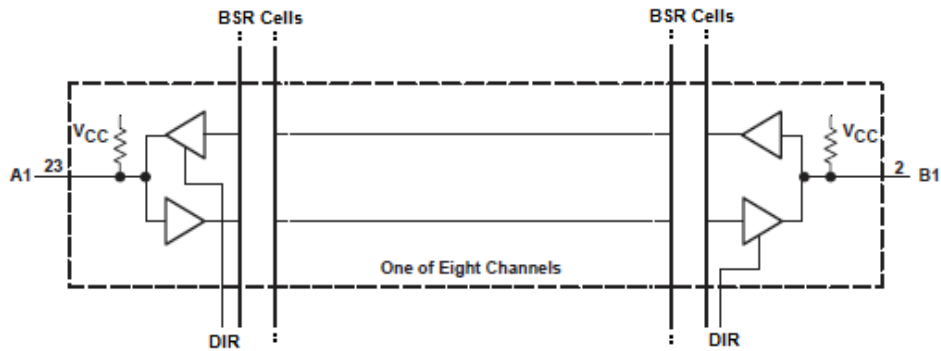 BSR Cells
BSR Cells
VCC
VCC
A1
23
2
B1
One of Eight Channels
DIR
DIR